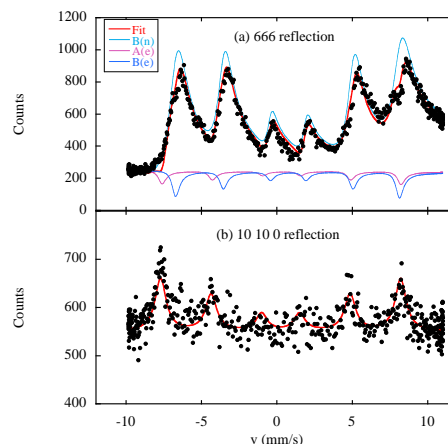 1200
1000
800
600
400
200
0
Counts
Fit
B(n)
A(e)
B(e)
(a) 666 reflection
(b) 10 10 0 reflection
700
600
500
400
Counts
-10
-5
0
5
10
v (mm/s)